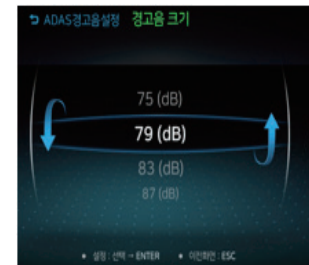 ADAS경고음설정 경고음 크기
75 (dB)
79 (dB)
83 (dB)
87 (dB)
• 설정 : 선택 → ENTER • 이전화면 : ESC